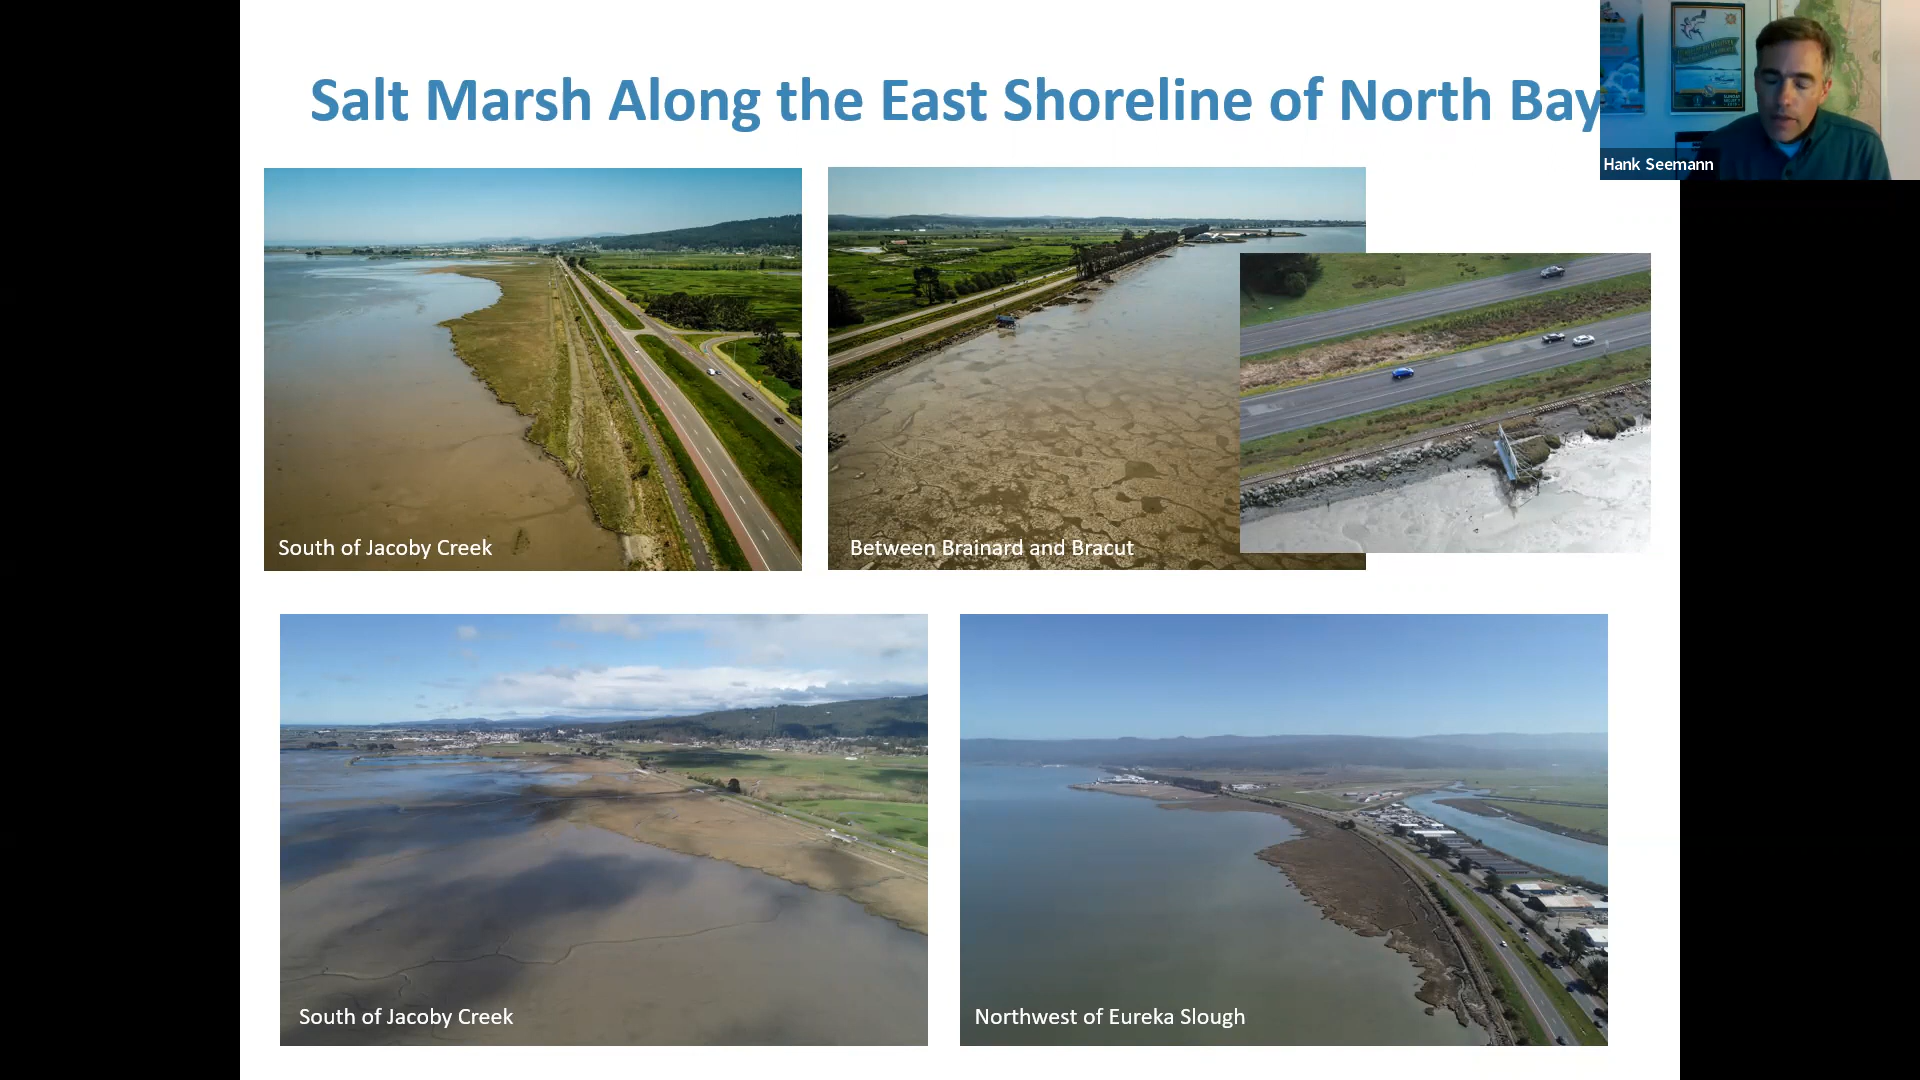 Salt Marsh Along the East Shoreline of North Bay
Hank Seemann
South of Jacoby Creek
Between Brainard and Bracut
South of Jacoby Creek
Northwest of Eureka Slough